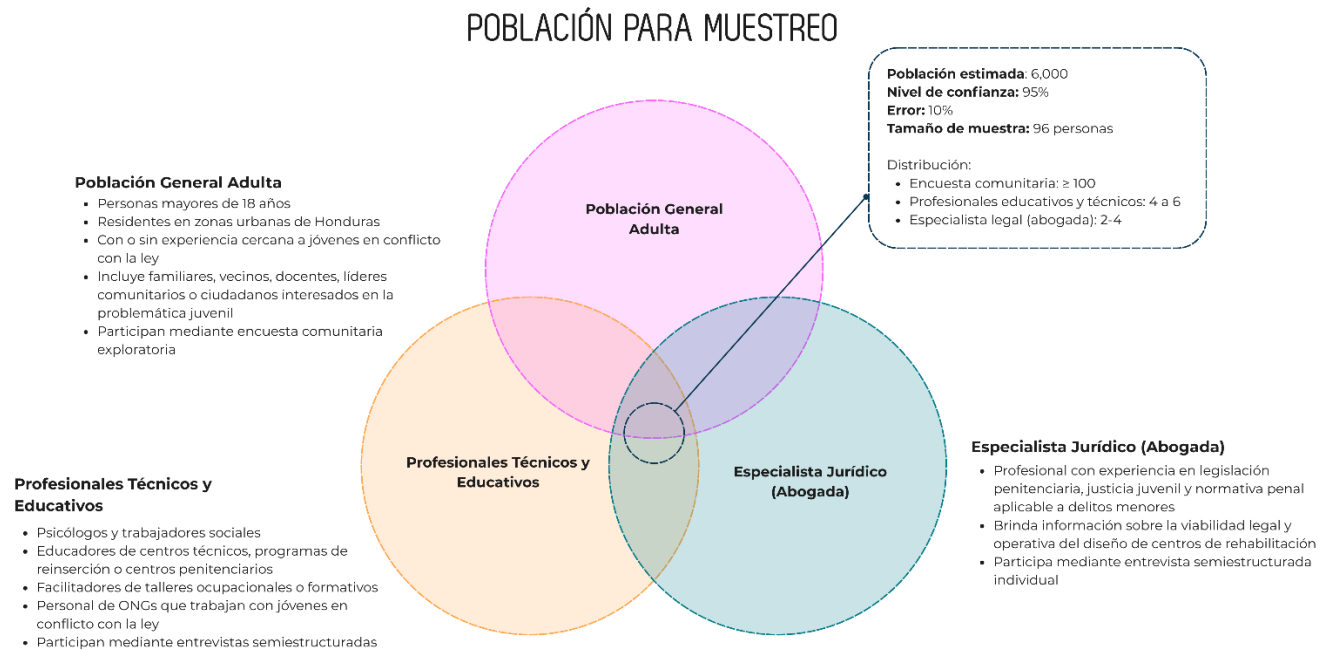 POBLACIÓN PARA MUESTREO
Población estimada: 6,000
Nivel de confianza: 95%
Error: 10%
Tamaño de muestra: 96 personas
Distribución:
• Encuesta comunitaria: ≥ 100
• Profesionales educativos y técnicos: 4 a 6
• Especialista legal (abogada): 2-4
Población General Adulta
• Personas mayores de 18 años
• Residentes en zonas urbanas de Honduras
• Con o sin experiencia cercana a jóvenes en conflicto
con la ley
• Incluye familiares, vecinos, docentes, líderes
comunitarios o ciudadanos interesados en la
problemática juvenil
• Participan mediante encuesta comunitaria
exploratoria
Población General
Adulta
Profesionales Técnicos y
Educativos
Especialista Jurídico
(Abogada)
Profesionales Técnicos y
Educativos
• Psicólogos y trabajadores sociales
• Educadores de centros técnicos, programas de
reinserción o centros penitenciarios
• Facilitadores de talleres ocupacionales o formativos
• Personal de ONGs que trabajan con jóvenes en
conflicto con la ley
• Participan mediante entrevistas semiestructuradas
Especialista Jurídico (Abogada)
• Profesional con experiencia en legislación
penitenciaria, justicia juvenil y normativa penal
aplicable a delitos menores
• Brinda información sobre la viabilidad legal y
operativa del diseño de centros de rehabilitación
• Participa mediante entrevista semiestructurada
individual